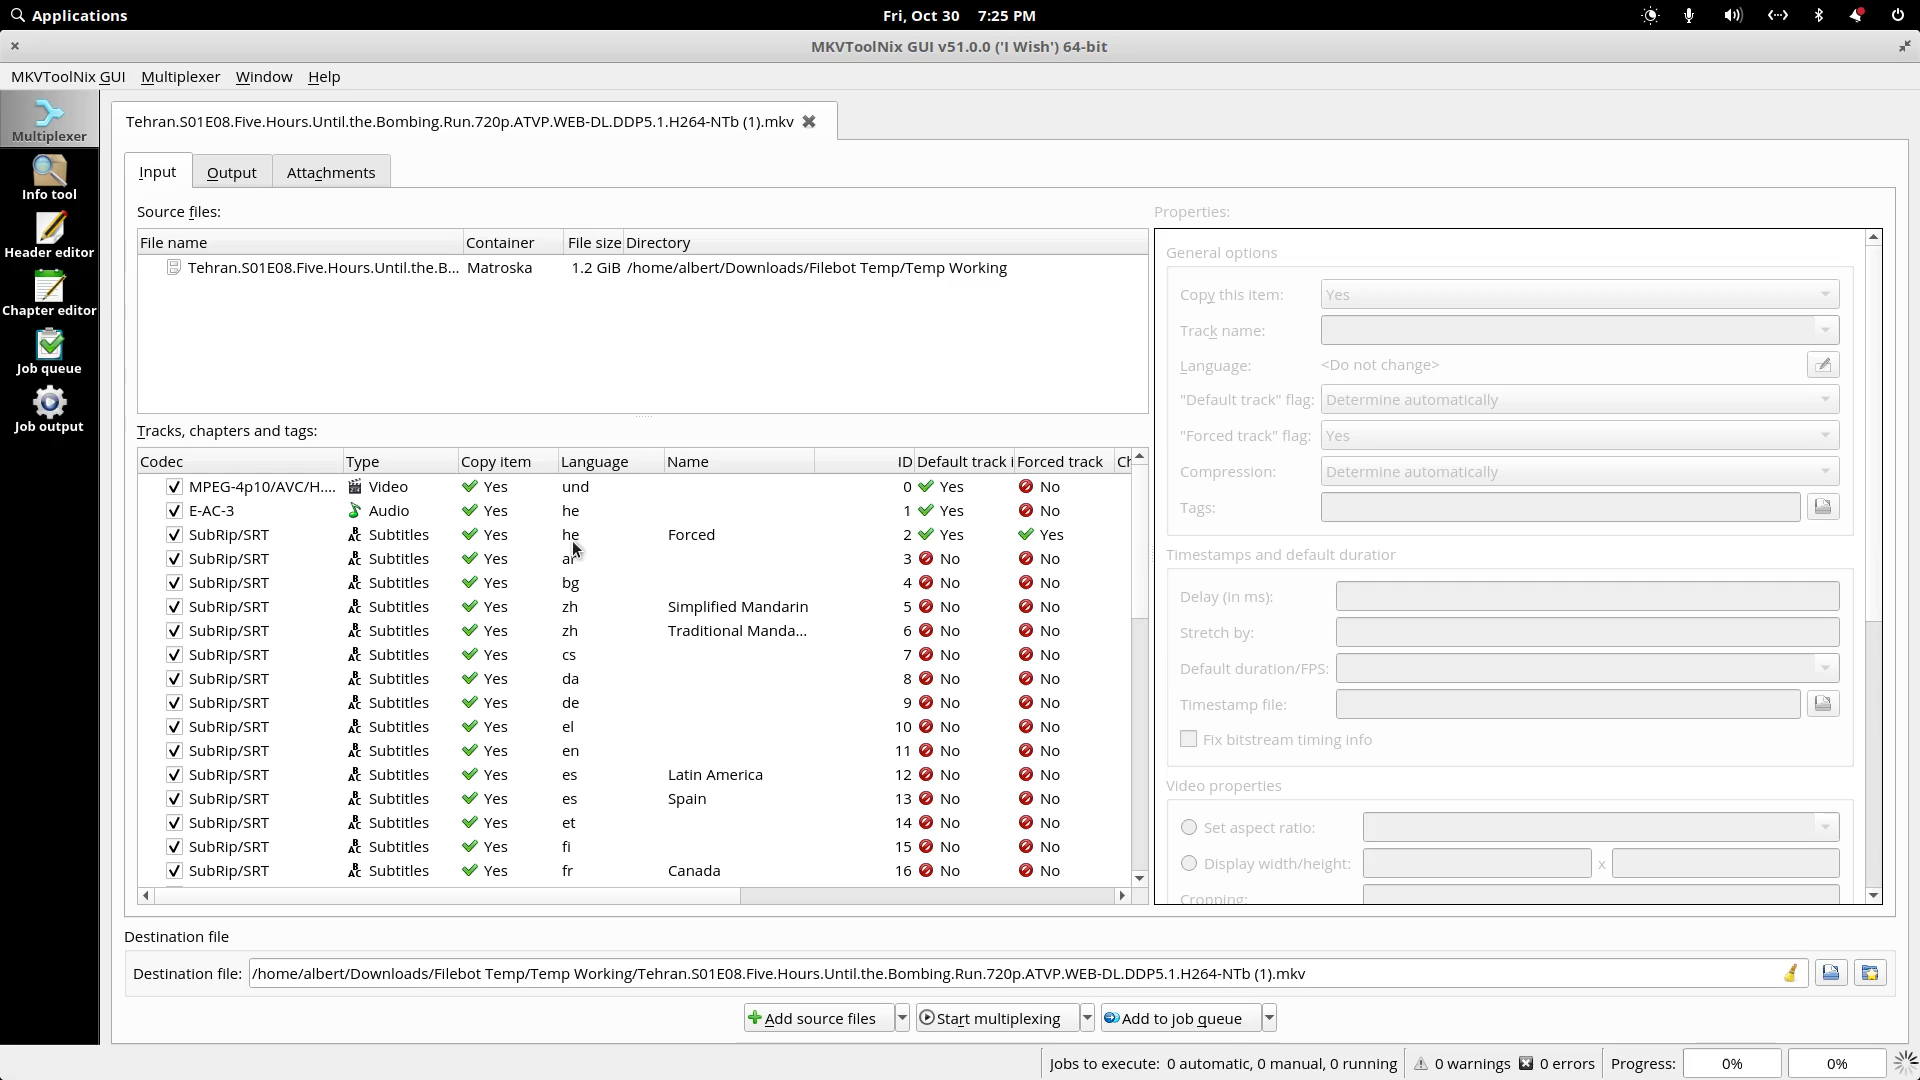 Applications
Fri, Oct 30 7:25 PM
MKVToolNix GUI v51.0.0 ('I Wish') 64-bit
MKVToolNix GUI Multiplexer Window Help
Multiplexer
Info tool
Header editor
Chapter editor
Job queue
Job output
Tehran.S01E08.Five.Hours.Until.the.Bombing.Run.720p.ATVP.WEB-DL.DDP5.1.H264-NTb (1).mkv
Input Output Attachments
Source files:
File name Container File size Directory
Tehran.S01E08.Five.Hours.Until.the.B... Matroska 1.2 GiB /home/albert/Downloads/Filebot Temp/Temp Working
Tracks, chapters and tags:
Codec Type Copy item Language Name ID Default track i Forced track Ch
MPEG-4p10/AVC/H.... Video Yes und 0 Yes No
E-AC-3 Audio Yes he 1 Yes No
SubRip/SRT Subtitles Yes he Forced 2 Yes Yes
SubRip/SRT Subtitles Yes ar 3 No No
SubRip/SRT Subtitles Yes bg 4 No No
SubRip/SRT Subtitles Yes zh Simplified Mandarin 5 No No
SubRip/SRT Subtitles Yes zh Traditional Manda... 6 No No
SubRip/SRT Subtitles Yes cs 7 No No
SubRip/SRT Subtitles Yes da 8 No No
SubRip/SRT Subtitles Yes de 9 No No
SubRip/SRT Subtitles Yes el 10 No No
SubRip/SRT Subtitles Yes en 11 No No
SubRip/SRT Subtitles Yes es Latin America 12 No No
SubRip/SRT Subtitles Yes es Spain 13 No No
SubRip/SRT Subtitles Yes et 14 No No
SubRip/SRT Subtitles Yes fi 15 No No
SubRip/SRT Subtitles Yes fr Canada 16 No No
Properties:
General options
Copy this item: Yes
Track name:
Language: <Do not change>
"Default track" flag: Determine automatically
"Forced track" flag: Yes
Compression: Determine automatically
Tags:
Timestamps and default duration
Delay (in ms):
Stretch by:
Default duration/FPS:
Timestamp file:
Fix bitstream timing info
Video properties
Set aspect ratio:
Display width/height: x
Cropping:
Destination file
Destination file: /home/albert/Downloads/Filebot Temp/Temp Working/Tehran.S01E08.Five.Hours.Until.the.Bombing.Run.720p.ATVP.WEB-DL.DDP5.1.H264-NTb (1).mkv
Add source files Start multiplexing Add to job queue
Jobs to execute: 0 automatic, 0 manual, 0 running 0 warnings 0 errors Progress: 0% 0%